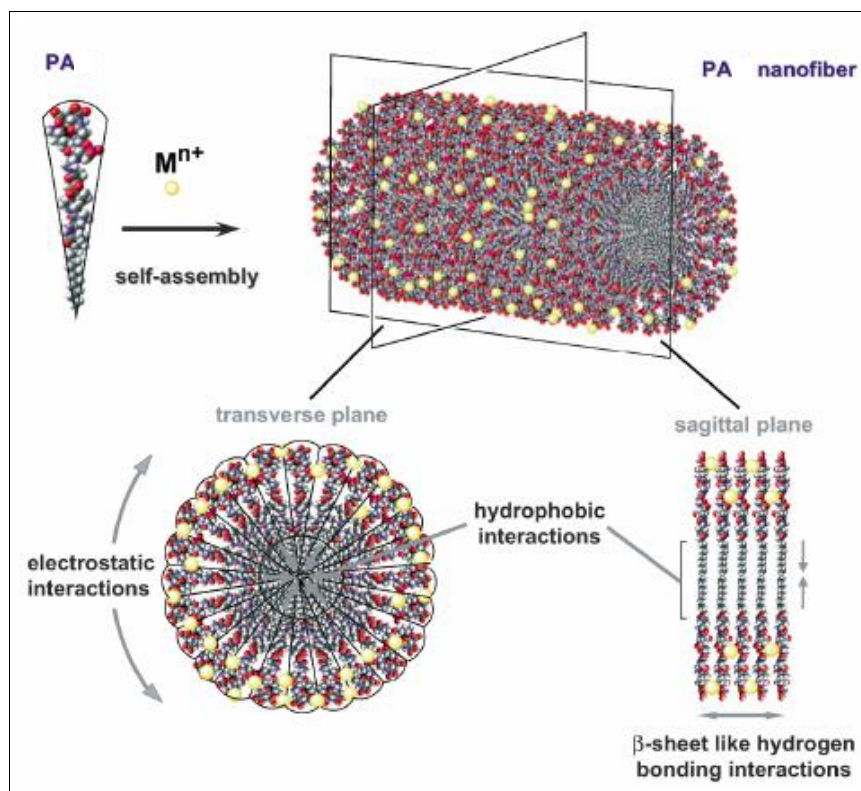 PA
PA nanofiber
Mn+
self-assembly
transverse plane
sagittal plane
hydrophobic
interactions
electrostatic
interactions
β-sheet like hydrogen
bonding interactions